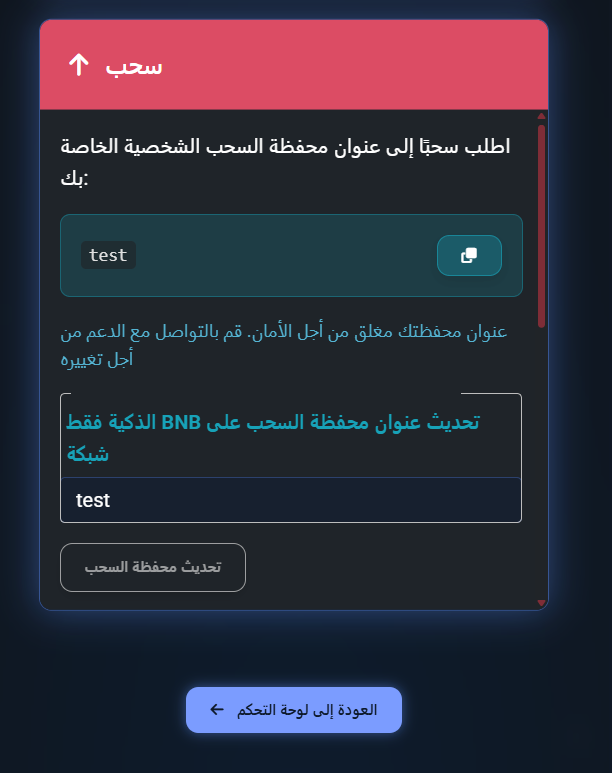 سحب
اطلب سحبًا إلى عنوان محفظة السحب الشخصية الخاصة
بك:
test
عنوان محفظتك مغلق من أجل الأمان. قم بالتواصل مع الدعم من
أجل تغييره
تحديث عنوان محفظة السحب على BNB الذكية فقط
شبكة
test
تحديث محفظة السحب
العودة إلى لوحة التحكم